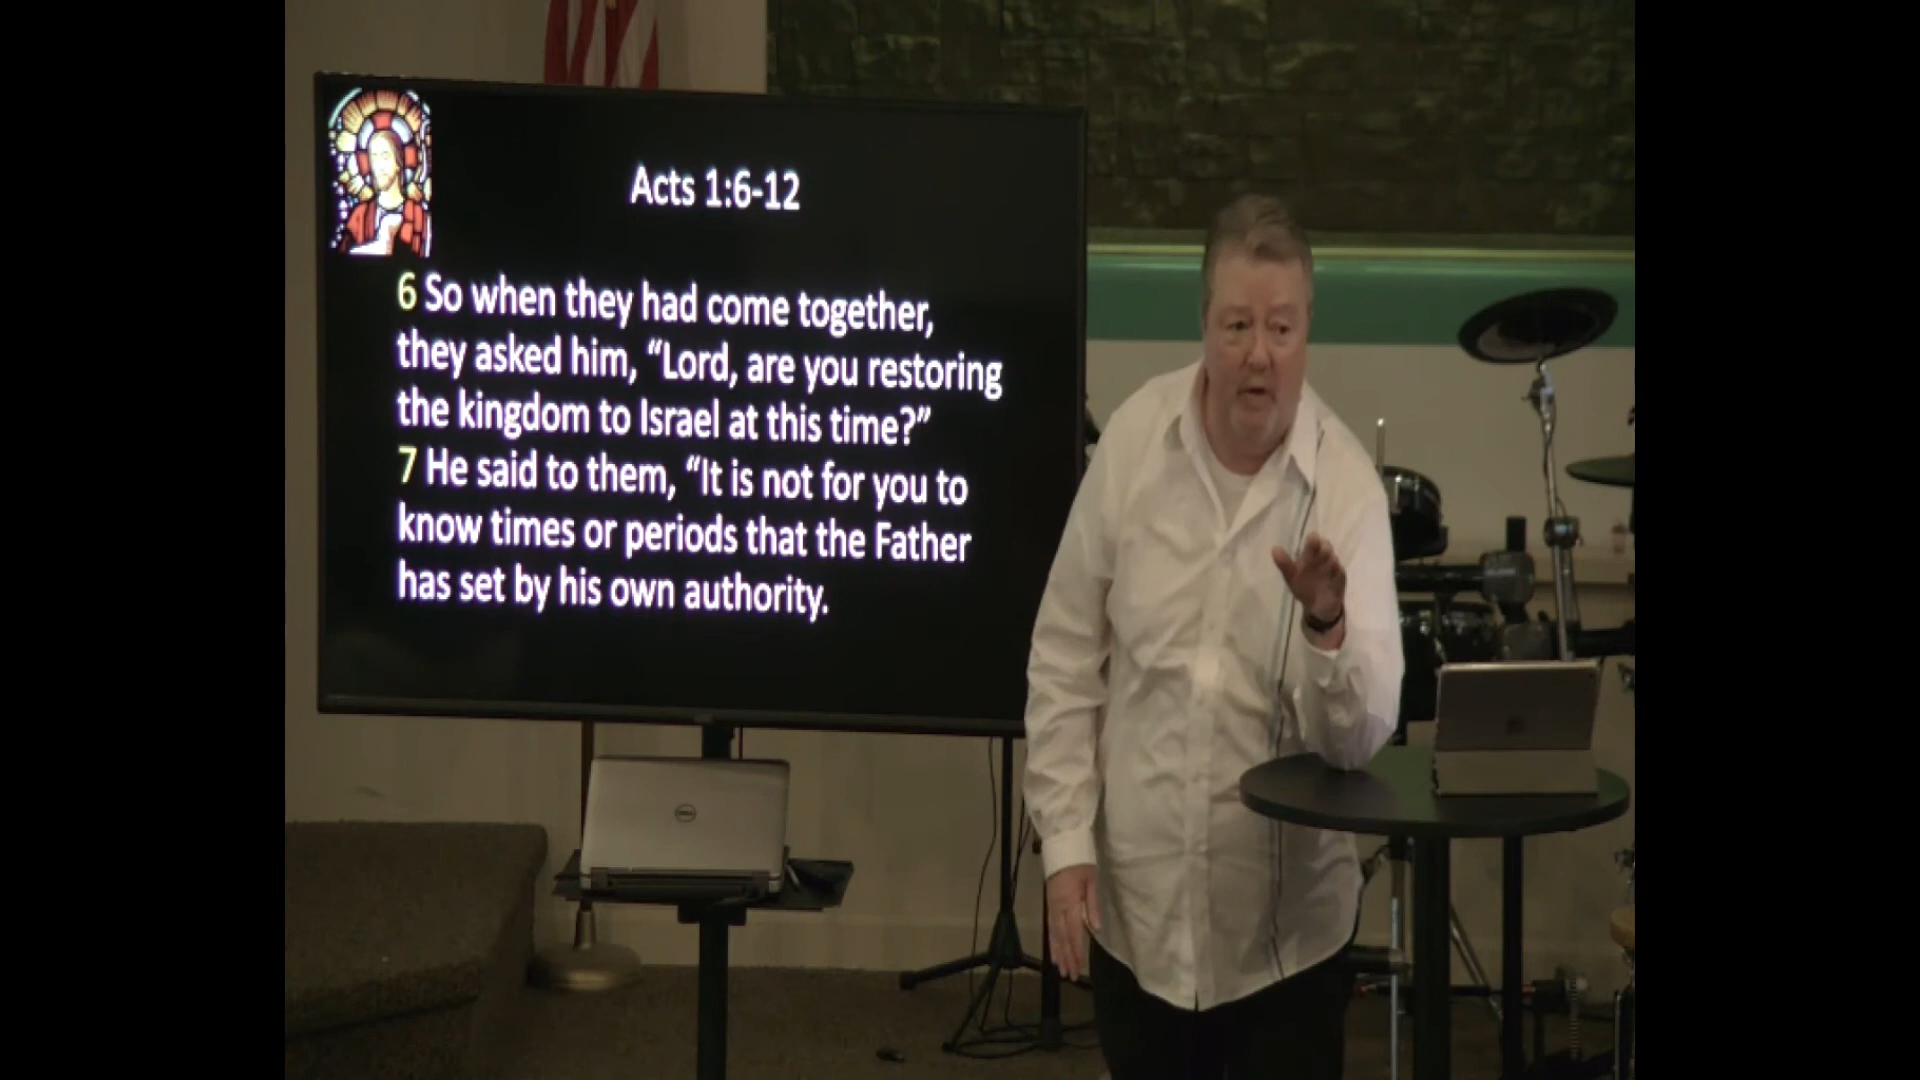 Acts 1:6-12
6 So when they had come together,
they asked him, “Lord, are you restoring
the kingdom to Israel at this time?”
7 He said to them, “It is not for you to
know times or periods that the Father
has set by his own authority.
DELL